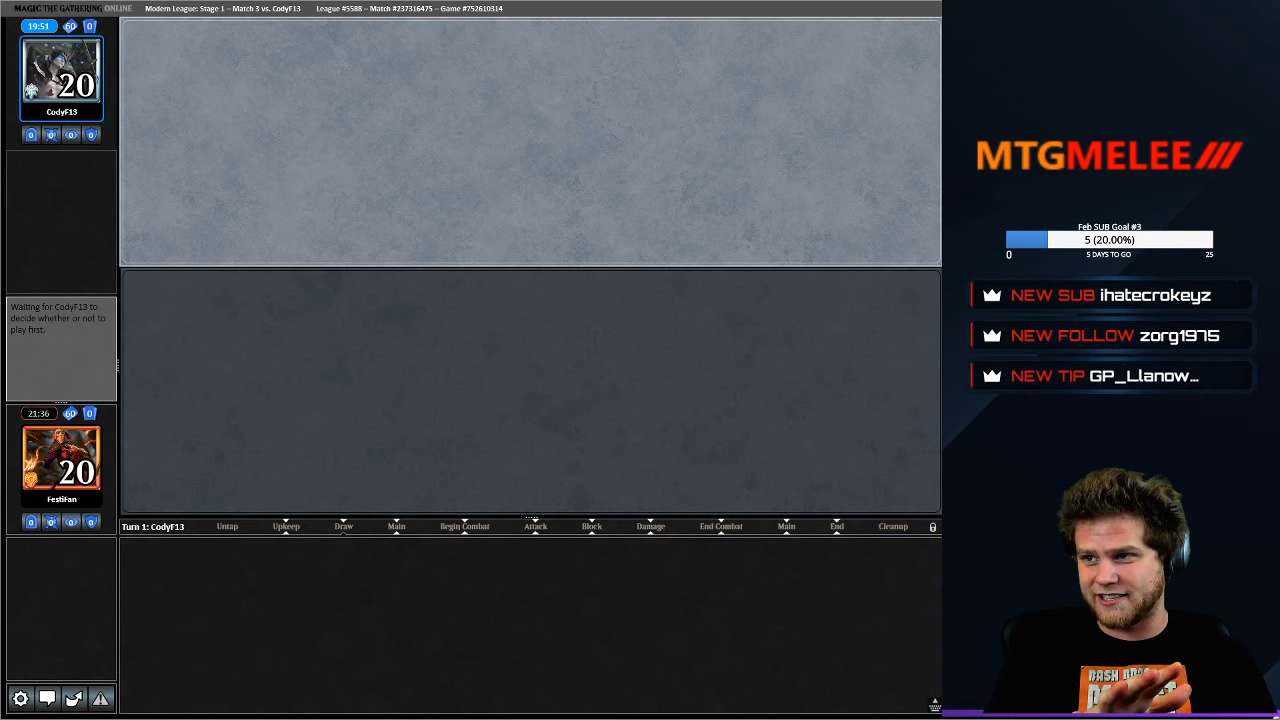 MAGIC THE GATHERING ONLINE
Modern League: Stage 1 – Match 3 vs. CodyF13
League #5588 – Match #237316475 – Game #752610314
19:51
60
0
20
CodyF13
0
0
0
0
Waiting for CodyF13 to
decide whether or not to
play first.
21:36
60
0
20
FestiFan
0
0
0
0
Turn 1: CodyF13
Untap
Upkeep
Draw
Main
Begin Combat
Attack
Block
Damage
End Combat
Main
End
Cleanup
MTGMELEE
Feb SUB Goal #3
5 (20.00%)
0
5 DAYS TO GO
25
NEW SUB ihatecrokeyz
NEW FOLLOW zorg1975
NEW TIP GP_Llanow...
DASH